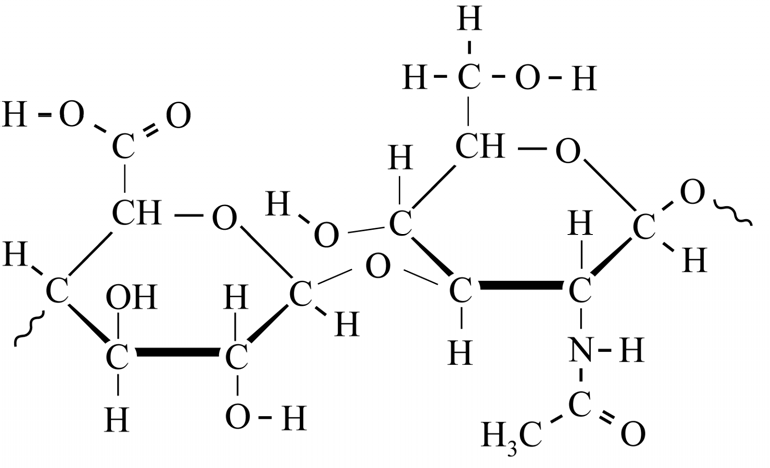 H
H C O H
H O C O
H CH O
CH O H O C O
H O C H H
H O
C OH H C C C
H H
C C N H
H O H C
H₃C O